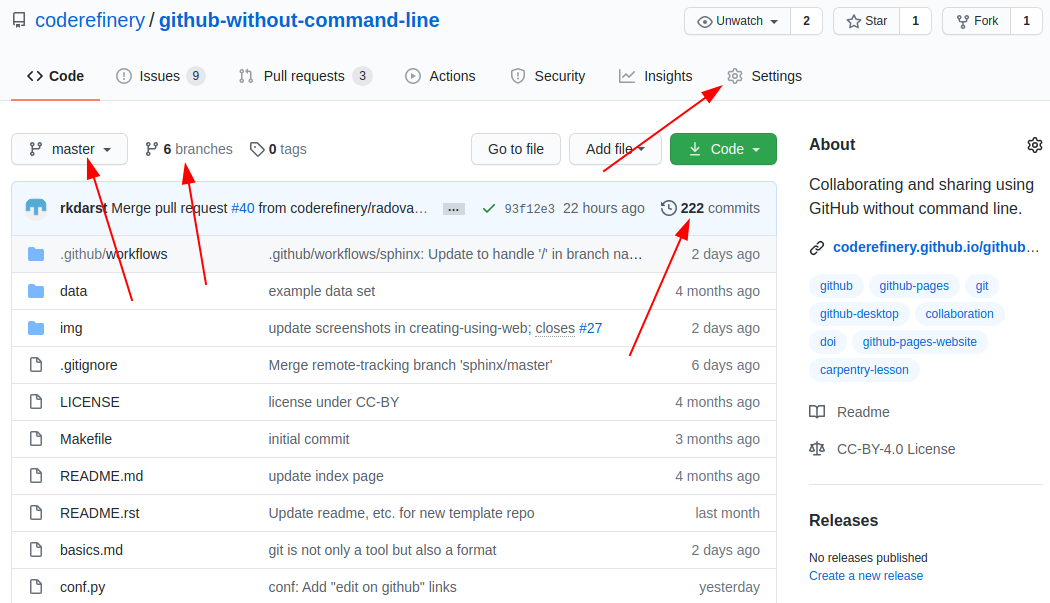 coderefinery / github-without-command-line
Unwatch 2 Star 1 Fork 1
Code Issues 9 Pull requests 3 Actions Security Insights Settings
master 6 branches 0 tags Go to file Add file Code
rkdarst Merge pull request #40 from coderefinery/radova… ... 93f12e3 22 hours ago 222 commits
.github/workflows .github/workflows/sphinx: Update to handle '/' in branch na… 2 days ago
data example data set 4 months ago
img update screenshots in creating-using-web; closes #27 2 days ago
.gitignore Merge remote-tracking branch 'sphinx/master' 6 days ago
LICENSE license under CC-BY 4 months ago
Makefile initial commit 3 months ago
README.md update index page 4 months ago
README.rst Update readme, etc. for new template repo last month
basics.md git is not only a tool but also a format 2 days ago
conf.py conf: Add "edit on github" links yesterday
About
Collaborating and sharing using
GitHub without command line.
coderefinery.github.io/github…
github github-pages git
github-desktop collaboration
doi github-pages-website
carpentry-lesson
Readme
CC-BY-4.0 License
Releases
No releases published
Create a new release